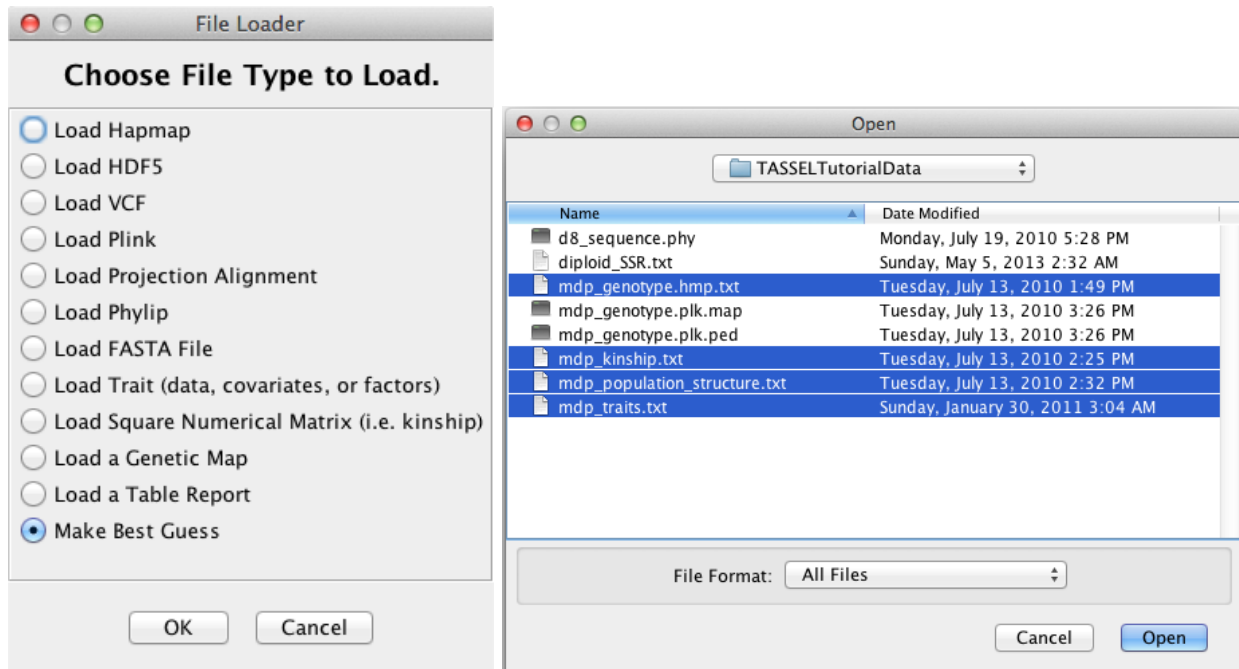 File Loader
Choose File Type to Load.
Load Hapmap
Load HDF5
Load VCF
Load Plink
Load Projection Alignment
Load Phylip
Load FASTA File
Load Trait (data, covariates, or factors)
Load Square Numerical Matrix (i.e. kinship)
Load a Genetic Map
Load a Table Report
Make Best Guess
OK Cancel
Open
TASSELTutorialData
Name Date Modified
d8_sequence.phy Monday, July 19, 2010 5:28 PM
diploid_SSR.txt Sunday, May 5, 2013 2:32 AM
mdp_genotype.hmp.txt Tuesday, July 13, 2010 1:49 PM
mdp_genotype.plk.map Tuesday, July 13, 2010 3:26 PM
mdp_genotype.plk.ped Tuesday, July 13, 2010 3:26 PM
mdp_kinship.txt Tuesday, July 13, 2010 2:25 PM
mdp_population_structure.txt Tuesday, July 13, 2010 2:32 PM
mdp_traits.txt Sunday, January 30, 2011 3:04 AM
File Format: All Files
Cancel Open